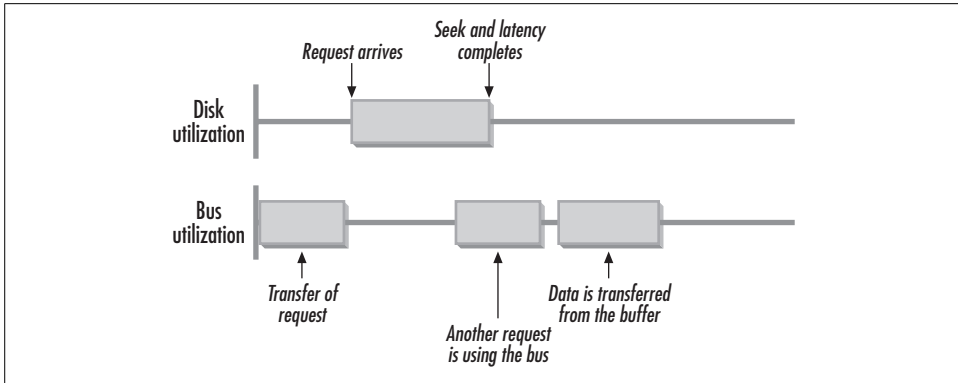 Seek and latency
completes
Request arrives
Disk
utilization
Bus
utilization
Transfer of
request
Data is transferred
from the buffer
Another request
is using the bus